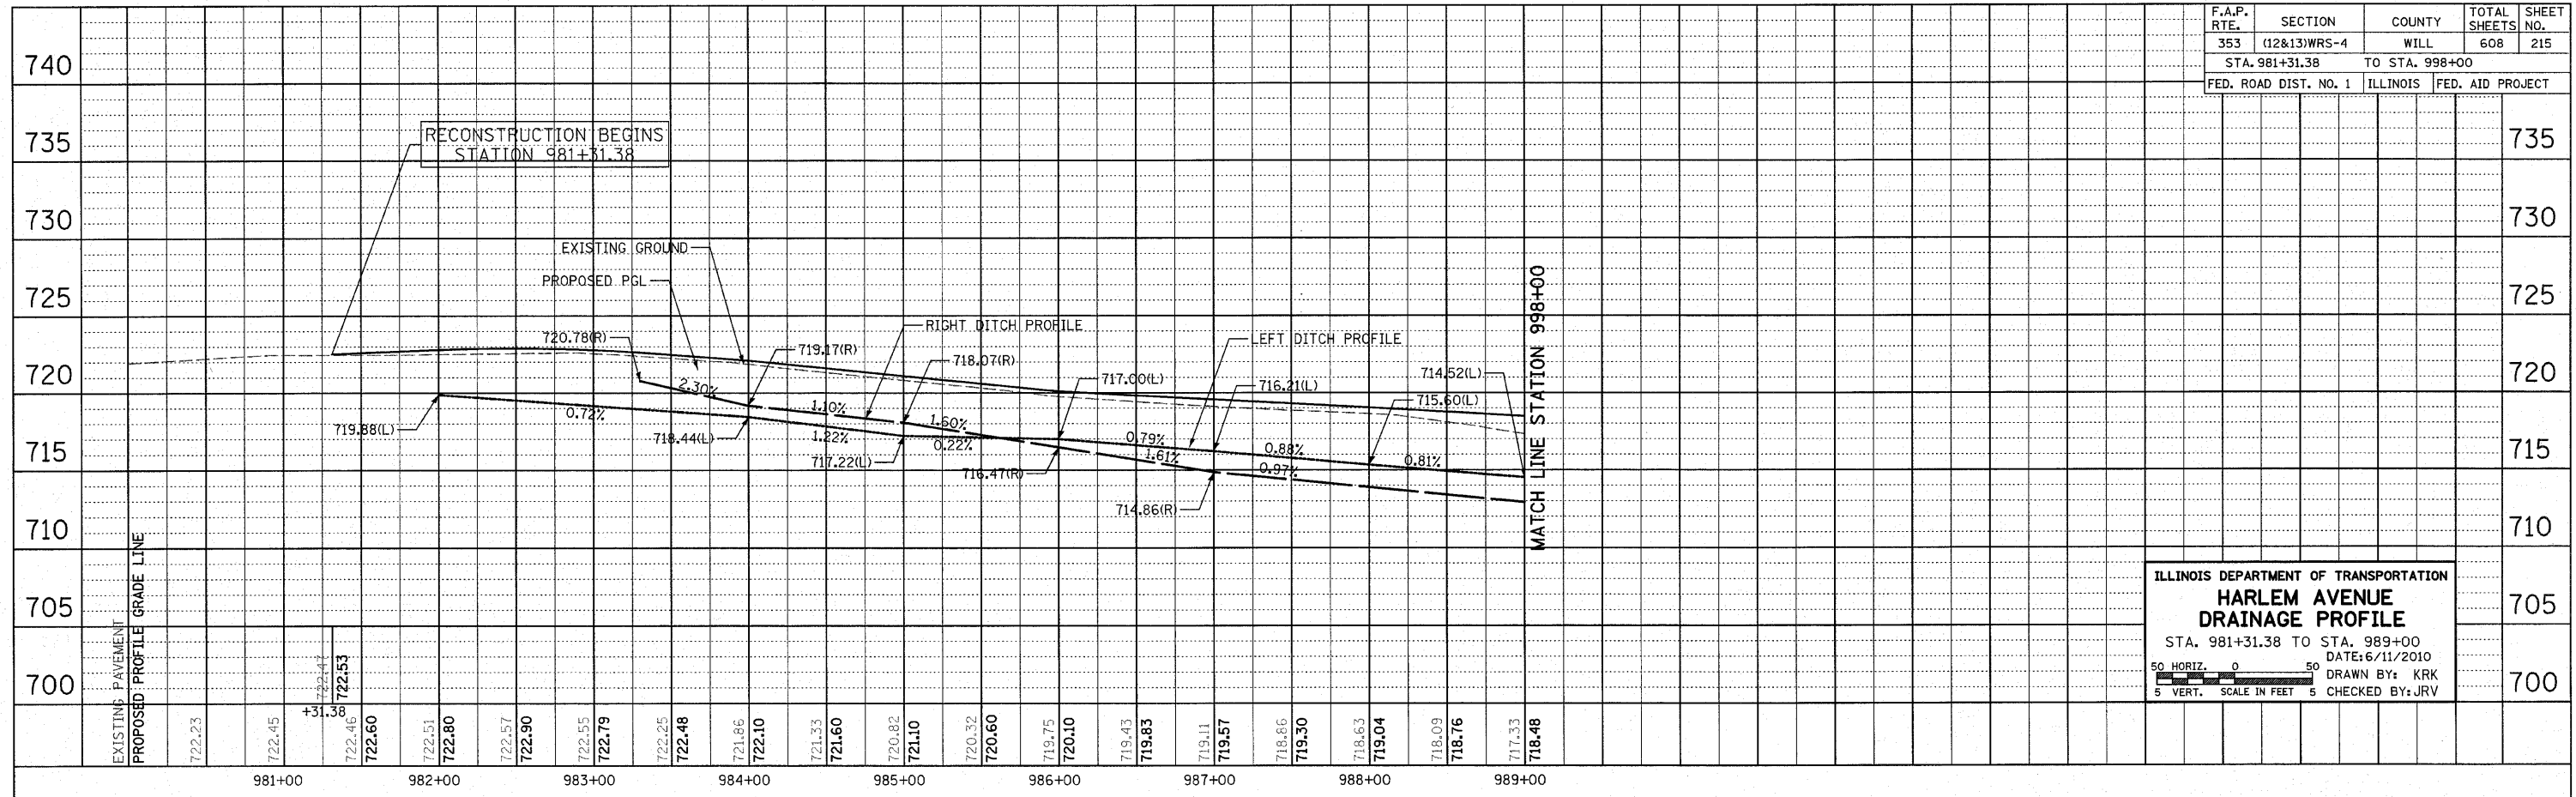 F.A.P. RTE. SECTION COUNTY TOTAL SHEETS SHEET NO.
353 (12&13)WRS-4 WILL 608 215
STA. 981+31.38 TO STA. 998+00
FED. ROAD DIST. NO. 1 ILLINOIS FED. AID PROJECT
740
735
730
725
720
715
710
705
700
735
730
725
720
715
710
705
700
RECONSTRUCTION BEGINS
STATION 981+31.38
EXISTING GROUND
PROPOSED PGL
RIGHT DITCH PROFILE
LEFT DITCH PROFILE
720.78(R)
719.17(R)
718.07(R)
717.00(L)
716.21(L)
714.52(L)
715.60(L)
2.30%
1.10%
1.60%
0.79%
0.88%
0.81%
0.72%
1.22%
0.22%
1.61%
0.97%
719.88(L)
718.44(L)
717.22(L)
716.47(R)
714.86(R)
MATCH LINE STATION 998+00
EXISTING PAVEMENT
PROPOSED PROFILE GRADE LINE
722.47
722.53
+31.38
722.23
722.45
722.46
722.60
722.51
722.80
722.57
722.90
722.55
722.79
722.25
722.48
721.86
722.10
721.33
721.60
720.82
721.10
720.32
720.60
719.75
720.10
719.43
719.83
719.11
719.57
718.86
719.30
718.63
719.04
718.09
718.76
717.33
718.48
981+00 982+00 983+00 984+00 985+00 986+00 987+00 988+00 989+00
ILLINOIS DEPARTMENT OF TRANSPORTATION
HARLEM AVENUE
DRAINAGE PROFILE
STA. 981+31.38 TO STA. 989+00
DATE:6/11/2010
50 HORIZ. 0 50
DRAWN BY: KRK
5 VERT. SCALE IN FEET 5
CHECKED BY:JRV